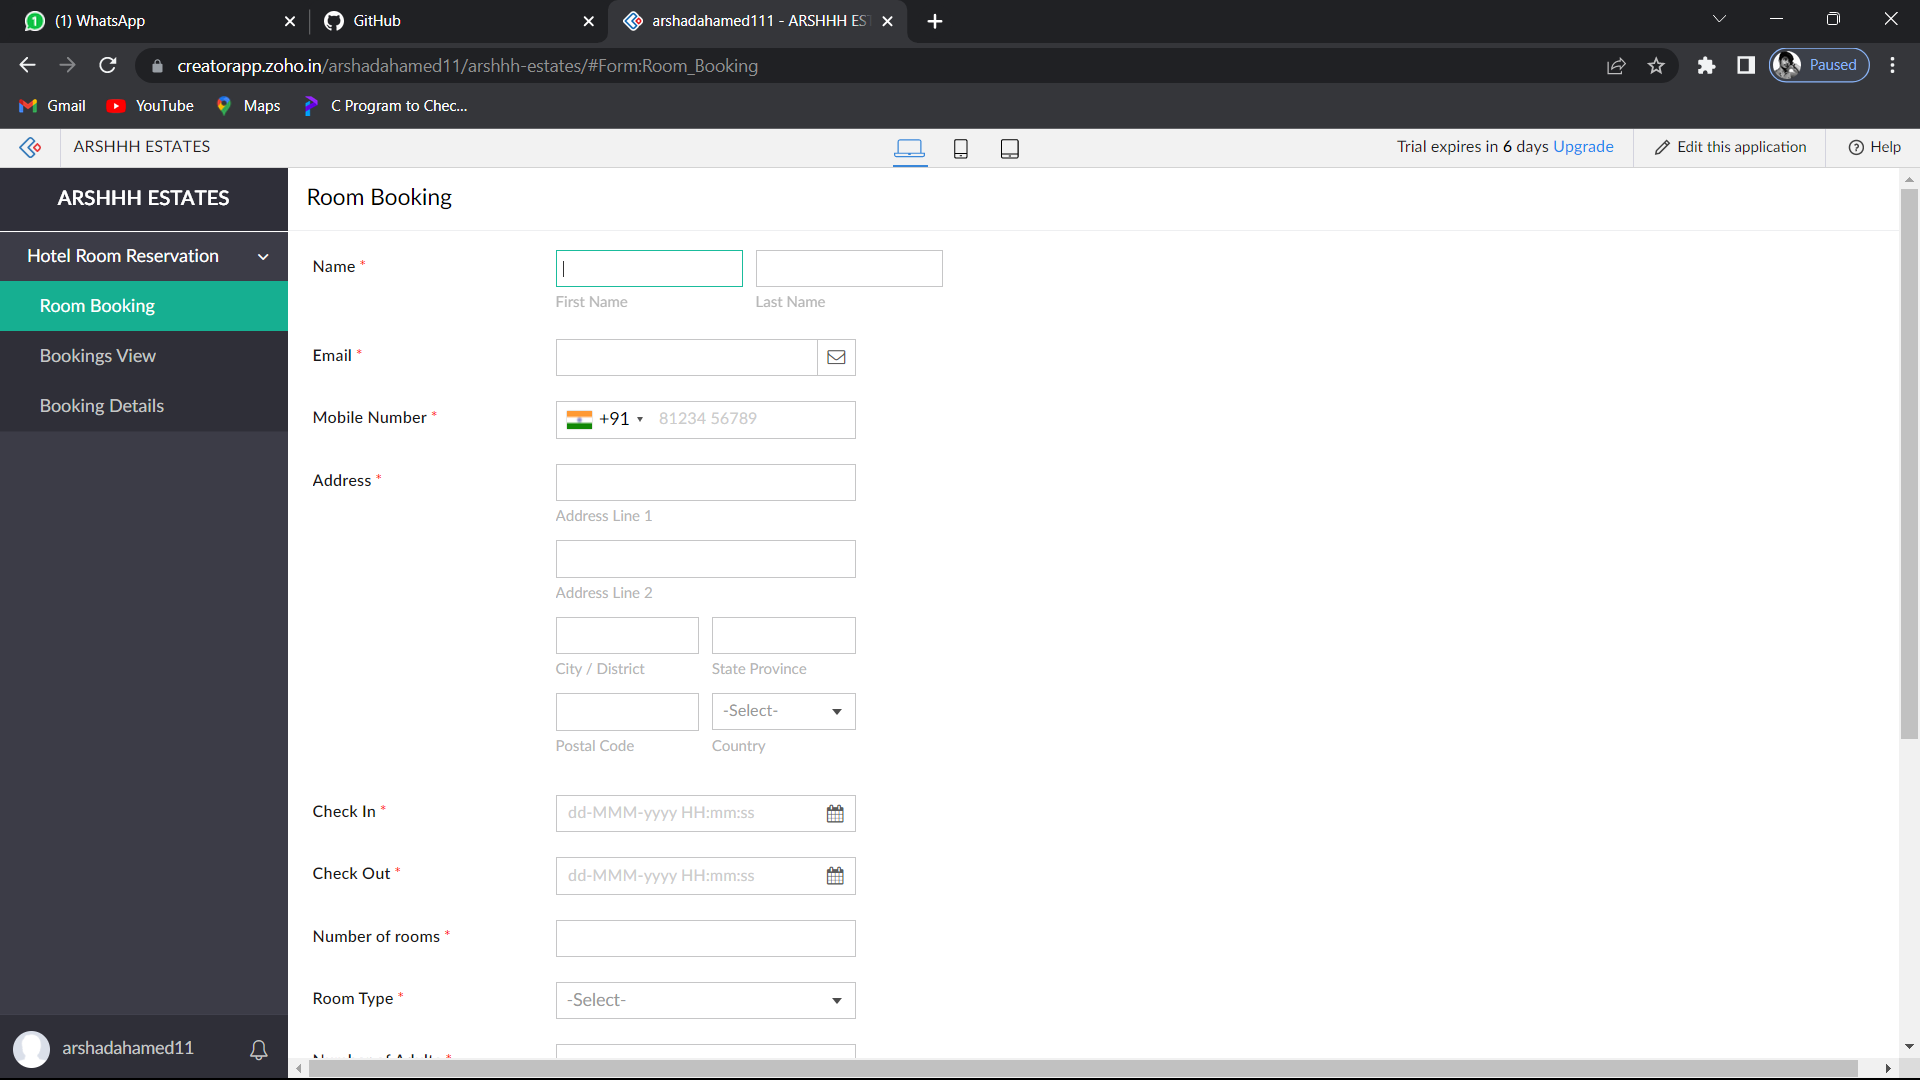 (1) WhatsApp
GitHub
arshadahamed111 - ARSHHH EST
creatorapp.zoho.in/arshadahamed11/arshhh-estates/#Form:Room_Booking
Paused
Gmail
YouTube
Maps
C Program to Chec...
ARSHHH ESTATES
Trial expires in 6 days Upgrade
Edit this application
Help
ARSHHH ESTATES
Hotel Room Reservation
Room Booking
Bookings View
Booking Details
arshadahamed11
Room Booking
Name *
First Name
Last Name
Email *
Mobile Number *
+91
81234 56789
Address *
Address Line 1
Address Line 2
City / District
State Province
-Select-
Postal Code
Country
Check In *
dd-MMM-yyyy HH:mm:ss
Check Out *
dd-MMM-yyyy HH:mm:ss
Number of rooms *
Room Type *
-Select-
Number of Adults *